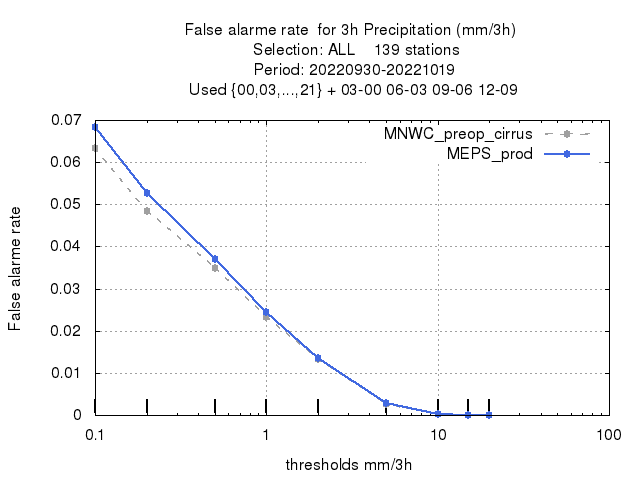 False alarme rate  for 3h Precipitation (mm/3h)
Selection: ALL    139 stations
Period: 20220930-20221019
Used {00,03,...,21} + 03-00 06-03 09-06 12-09
MNWC_preop_cirrus
MEPS_prod
False alarme rate
0.07
0.06
0.05
0.04
0.03
0.02
0.01
0
0.1 1 10 100
thresholds mm/3h